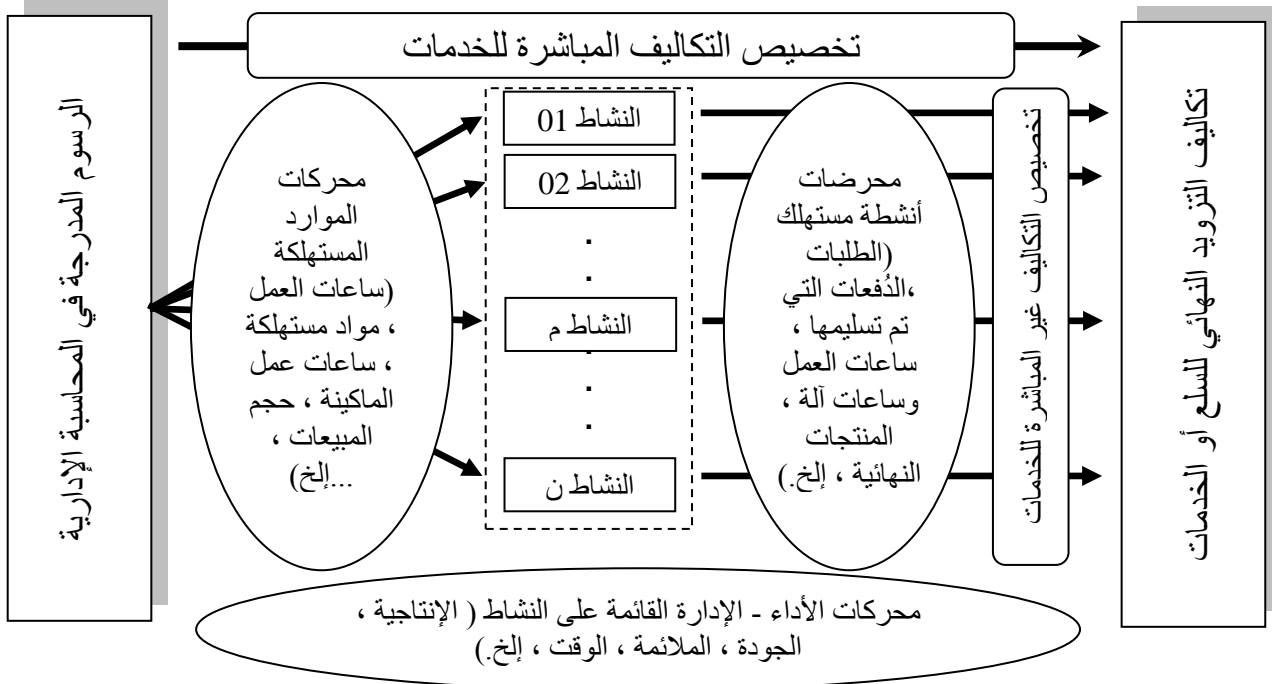 تخصيص التكاليف المباشرة للخدمات
الرسوم المدرجة في المحاسبة الإدارية
محركات
الموارد
المستهلكة
(ساعات العمل
، مواد مستهلكة
، ساعات عمل
الماكينة ، حجم
المبيعات ،
...إلخ)
النشاط 01
النشاط 02
.
.
النشاط م
.
.
.
النشاط ن
محرضات
أنشطة مستهلك
(الطلبات
،الدُفعات التي
تم تسليمها ،
ساعات العمل
وساعات آلة ،
المنتجات
النهائية ، إلخ.)
تخصيص التكاليف غير المباشرة للخدمات
تكاليف التزويد النهائي للسلع أو الخدمات
محركات الأداء - الإدارة القائمة على النشاط ( الإنتاجية ،
الجودة ، الملائمة ، الوقت ، إلخ.)